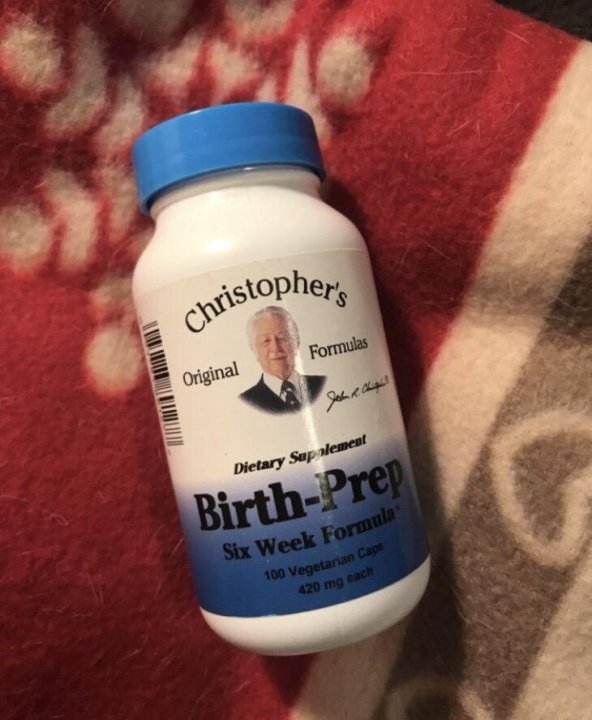 Christopher's
Original Formulas
Dietary Supplement
Birth-Prep
Six Week Formula
100 Vegetarian Caps
420 mg each